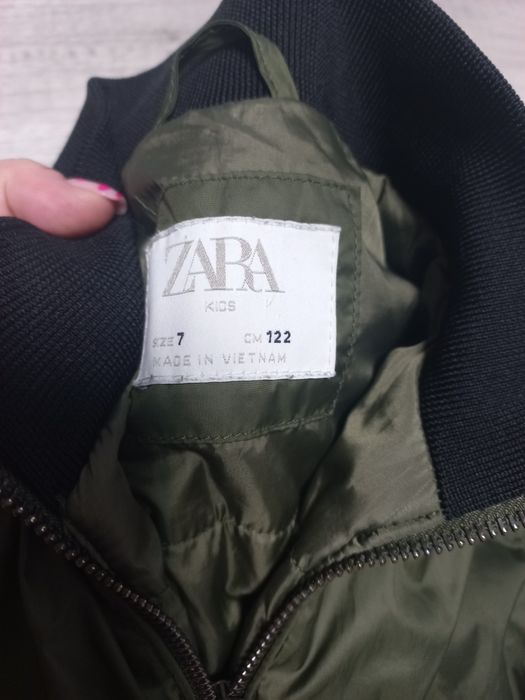 ZARA
KIDS
SIZE 7 CM 122
MADE IN VIETNAM